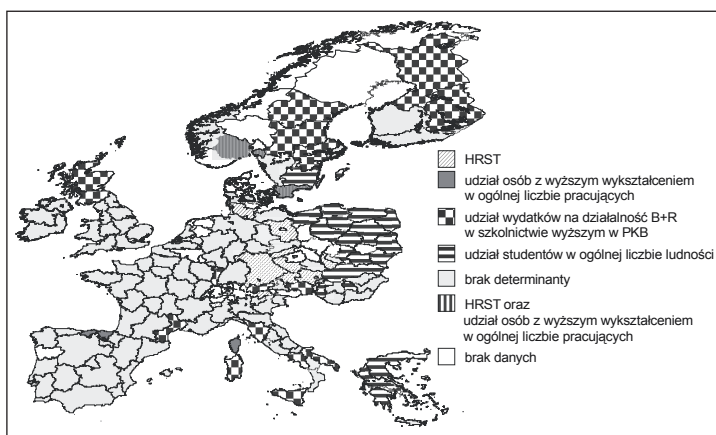 HRST
udział osób z wyższym wykształceniem
w ogólnej liczbie pracujących
udział wydatków na działalność B+R
w szkolnictwie wyższym w PKB
udział studentów w ogólnej liczbie ludności
brak determinanty
HRST oraz
udział osób z wyższym wykształceniem
w ogólnej liczbie pracujących
brak danych